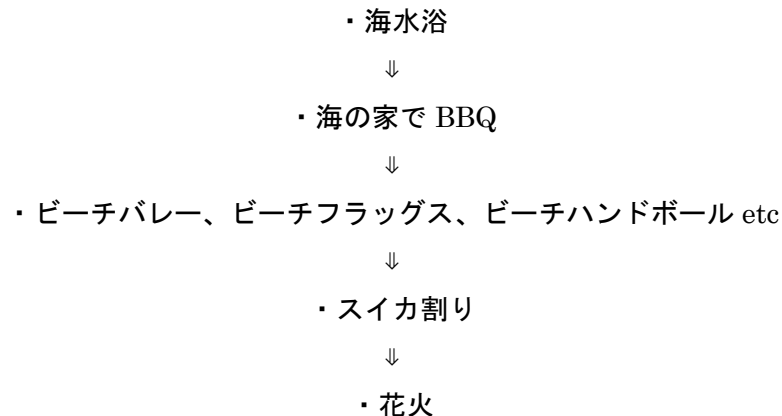 ・海水浴
⇓
・海の家で BBQ
⇓
・ビーチバレー、ビーチフラッグス、ビーチハンドボール etc
⇓
・スイカ割り
⇓
・花火